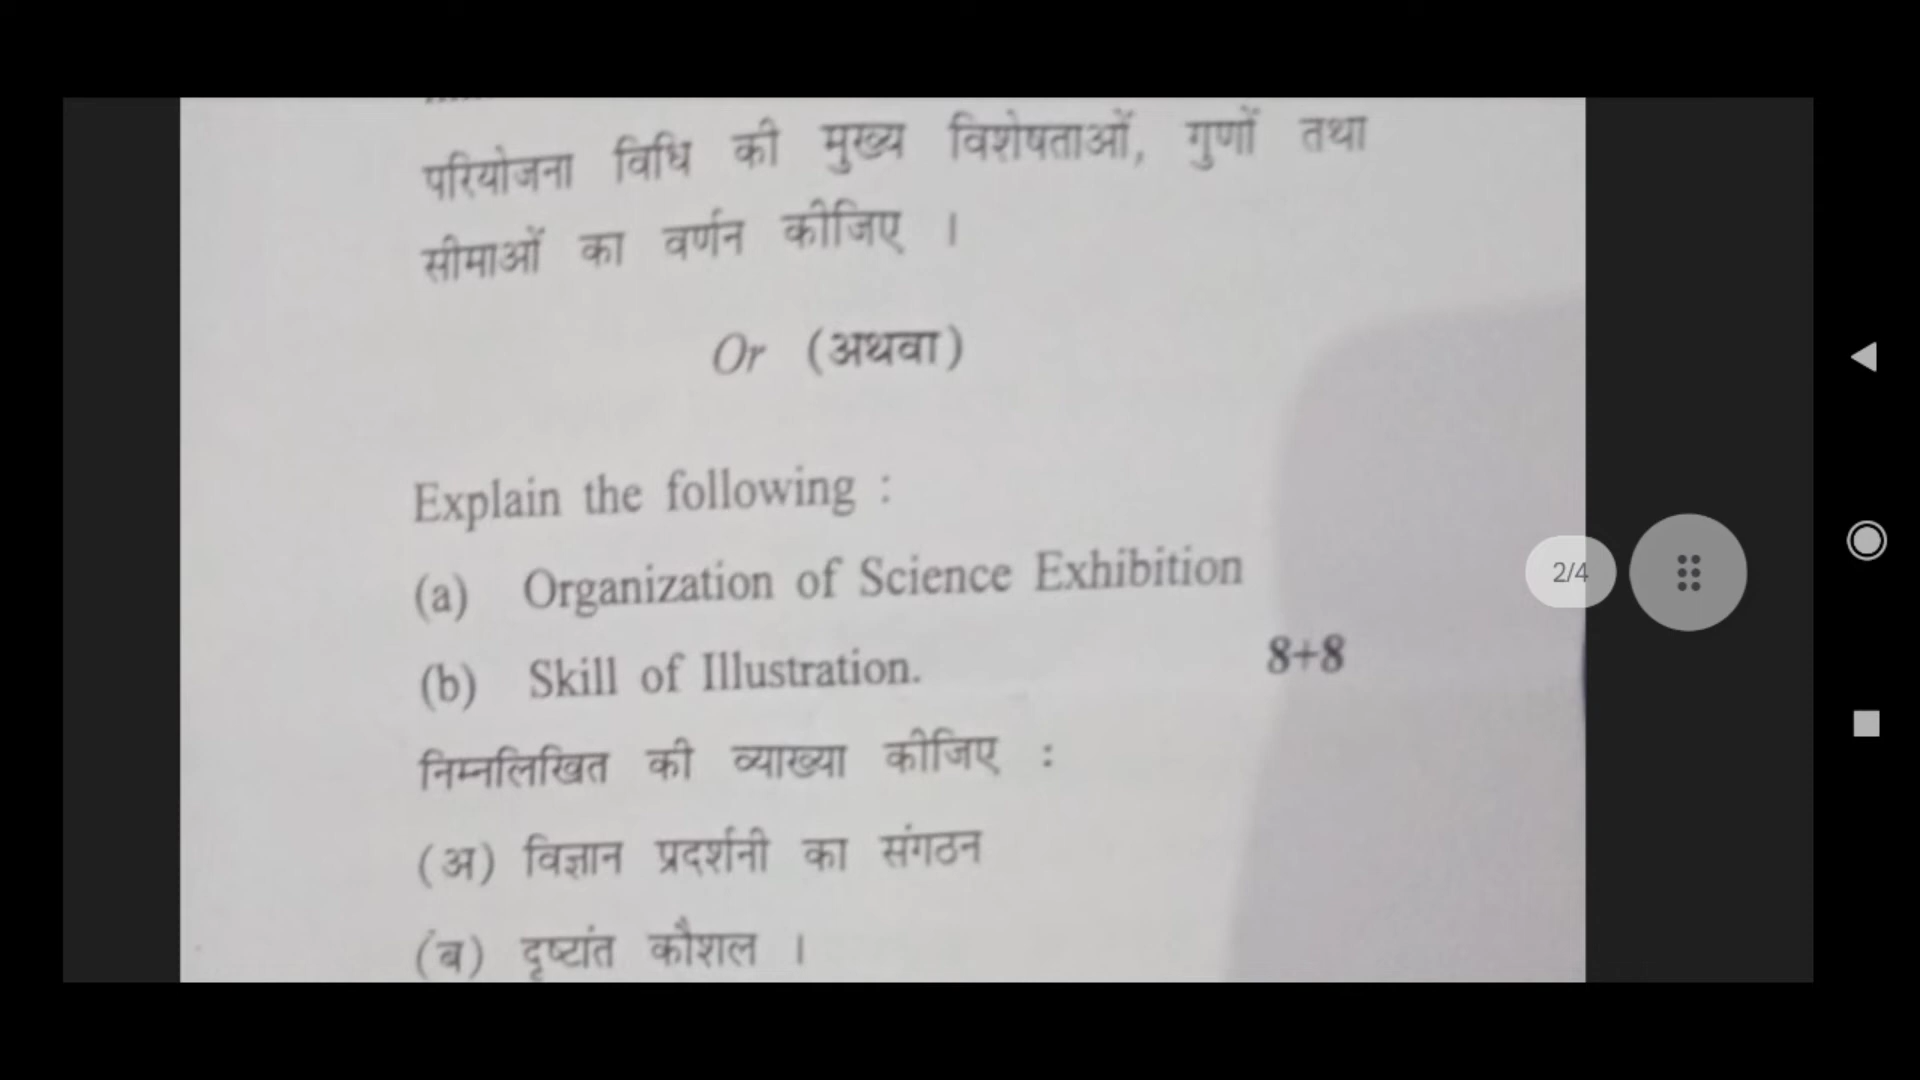 परियोजना विधि की मुख्य विशेषताओं, गुणों तथा
सीमाओं का वर्णन कीजिए ।
Or (अथवा)
Explain the following :
(a) Organization of Science Exhibition
(b) Skill of Illustration. 8+8
निम्नलिखित की व्याख्या कीजिए :
(अ) विज्ञान प्रदर्शनी का संगठन
(ब) दृष्टांत कौशल ।
2/4